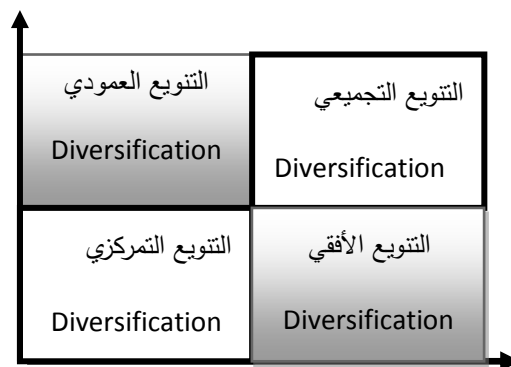 التنويع العمودي
Diversification
التنويع التجميعي
Diversification
التنويع التمركزي
Diversification
التنويع الأفقي
Diversification